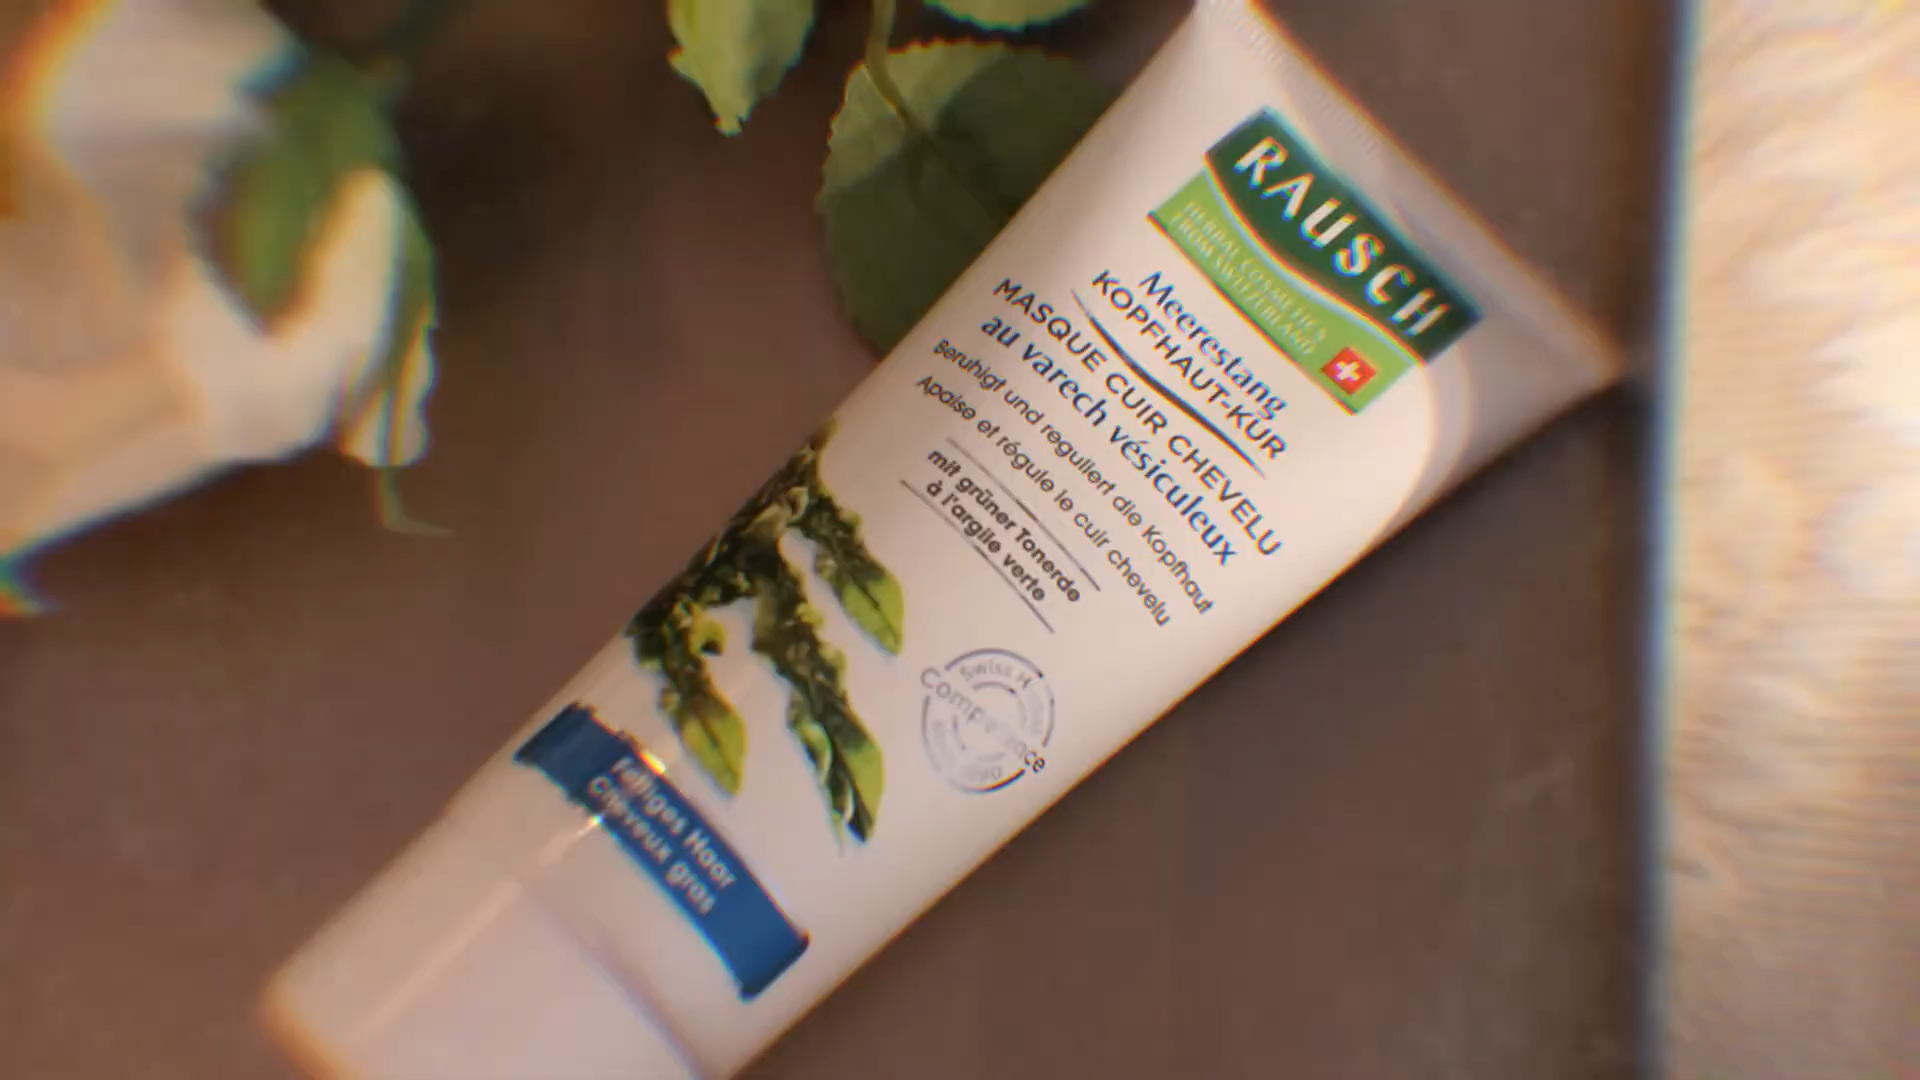 RAUSCH
HERBAL COSMETICS
FROM SWITZERLAND
Meerestang
KOPFHAUT-KUR
MASQUE CUIR CHEVELU
au varech vésiculeux
Beruhigt und reguliert die Kopfhaut
Apaise et régule le cuir chevelu
mit grüner Tonerde
à l'argile verte
Swiss H
Competence
Fettiges Haar
Cheveux gras